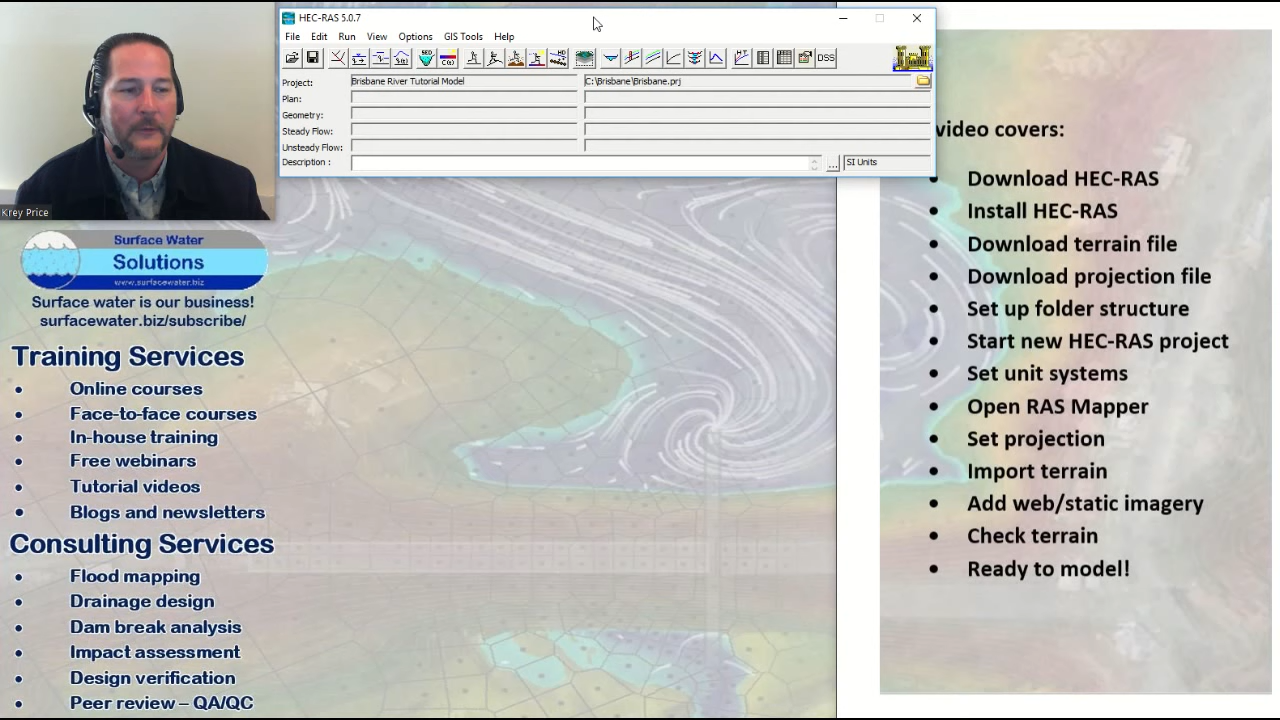 HEC-RAS 5.0.7
File Edit Run View Options GIS Tools Help
DSS
Project: Brisbane River Tutorial Model C:\Brisbane\Brisbane.prj
Plan:
Geometry:
Steady Flow:
Unsteady Flow:
Description : ... SI Units
Krey Price
Surface Water
Solutions
www.surfacewater.biz
Surface water is our business!
surfacewater.biz/subscribe/
Training Services
• Online courses
• Face-to-face courses
• In-house training
• Free webinars
• Tutorial videos
• Blogs and newsletters
Consulting Services
• Flood mapping
• Drainage design
• Dam break analysis
• Impact assessment
• Design verification
• Peer review – QA/QC
video covers:
• Download HEC-RAS
• Install HEC-RAS
• Download terrain file
• Download projection file
• Set up folder structure
• Start new HEC-RAS project
• Set unit systems
• Open RAS Mapper
• Set projection
• Import terrain
• Add web/static imagery
• Check terrain
• Ready to model!